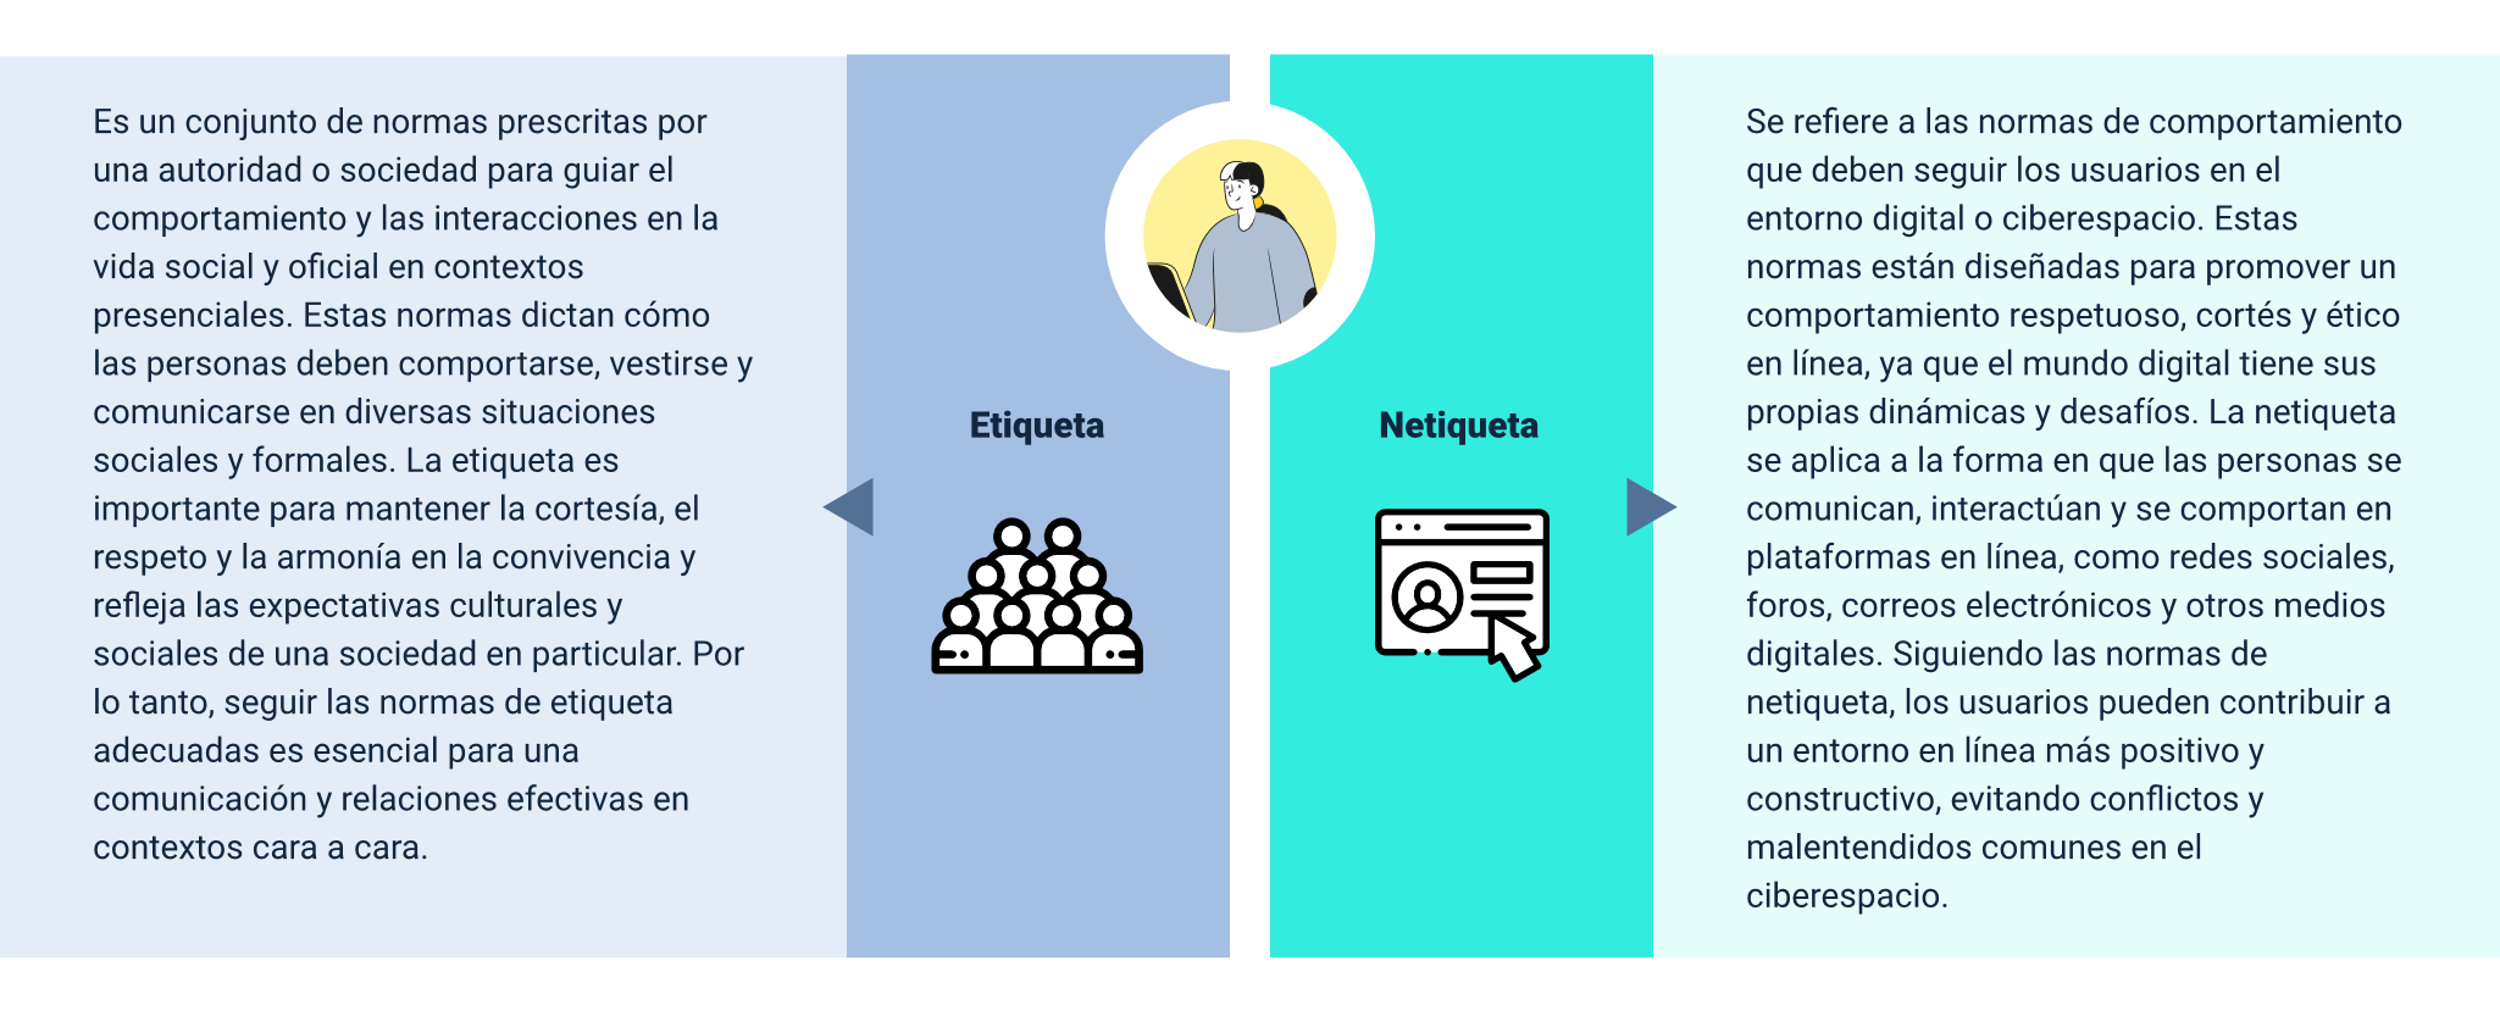 Es un conjunto de normas prescritas por
una autoridad o sociedad para guiar el
comportamiento y las interacciones en la
vida social y oficial en contextos
presenciales. Estas normas dictan cómo
las personas deben comportarse, vestirse y
comunicarse en diversas situaciones
sociales y formales. La etiqueta es
importante para mantener la cortesía, el
respeto y la armonía en la convivencia y
refleja las expectativas culturales y
sociales de una sociedad en particular. Por
lo tanto, seguir las normas de etiqueta
adecuadas es esencial para una
comunicación y relaciones efectivas en
contextos cara a cara.
Etiqueta
Netiqueta
Se refiere a las normas de comportamiento
que deben seguir los usuarios en el
entorno digital o ciberespacio. Estas
normas están diseñadas para promover un
comportamiento respetuoso, cortés y ético
en línea, ya que el mundo digital tiene sus
propias dinámicas y desafíos. La netiqueta
se aplica a la forma en que las personas se
comunican, interactúan y se comportan en
plataformas en línea, como redes sociales,
foros, correos electrónicos y otros medios
digitales. Siguiendo las normas de
netiqueta, los usuarios pueden contribuir a
un entorno en línea más positivo y
constructivo, evitando conflictos y
malentendidos comunes en el
ciberespacio.